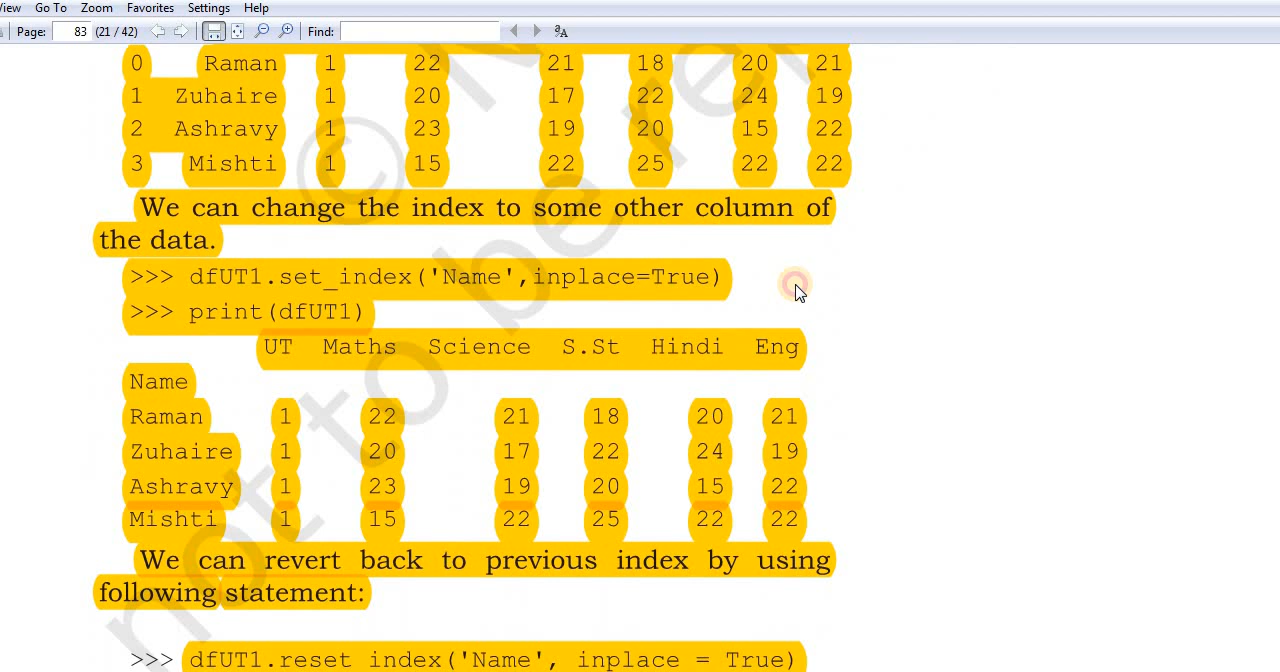 View Go To Zoom Favorites Settings Help
Page: 83 (21 / 42) Find:
0 Raman 1 22 21 18 20 21
1 Zuhaire 1 20 17 22 24 19
2 Ashravy 1 23 19 20 15 22
3 Mishti 1 15 22 25 22 22
We can change the index to some other column of
the data.
>>> dfUT1.set_index('Name',inplace=True)
>>> print(dfUT1)
UT Maths Science S.St Hindi Eng
Name
Raman 1 22 21 18 20 21
Zuhaire 1 20 17 22 24 19
Ashravy 1 23 19 20 15 22
Mishti 1 15 22 25 22 22
We can revert back to previous index by using
following statement:
>>> dfUT1.reset_index('Name', inplace = True)
© N
not to be re